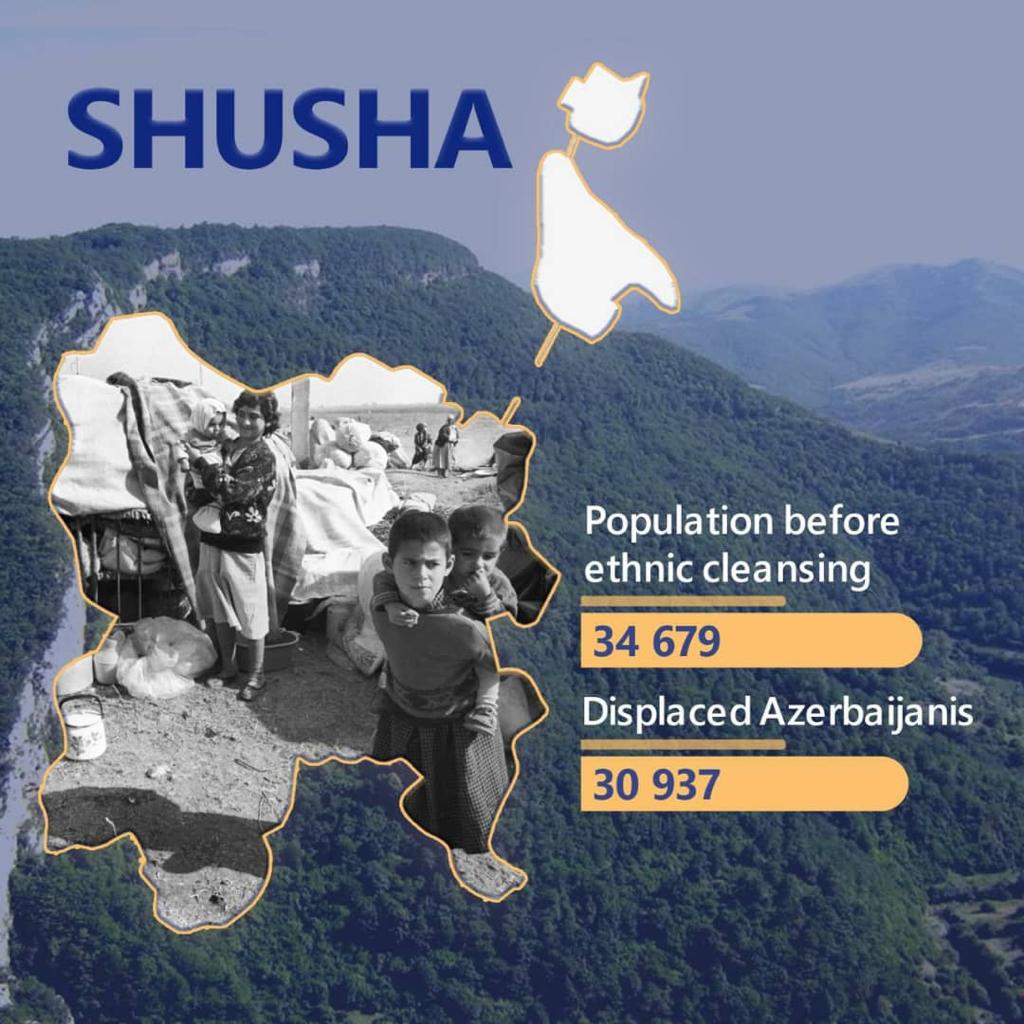 SHUSHA
Population before
ethnic cleansing
34 679
Displaced Azerbaijanis
30 937